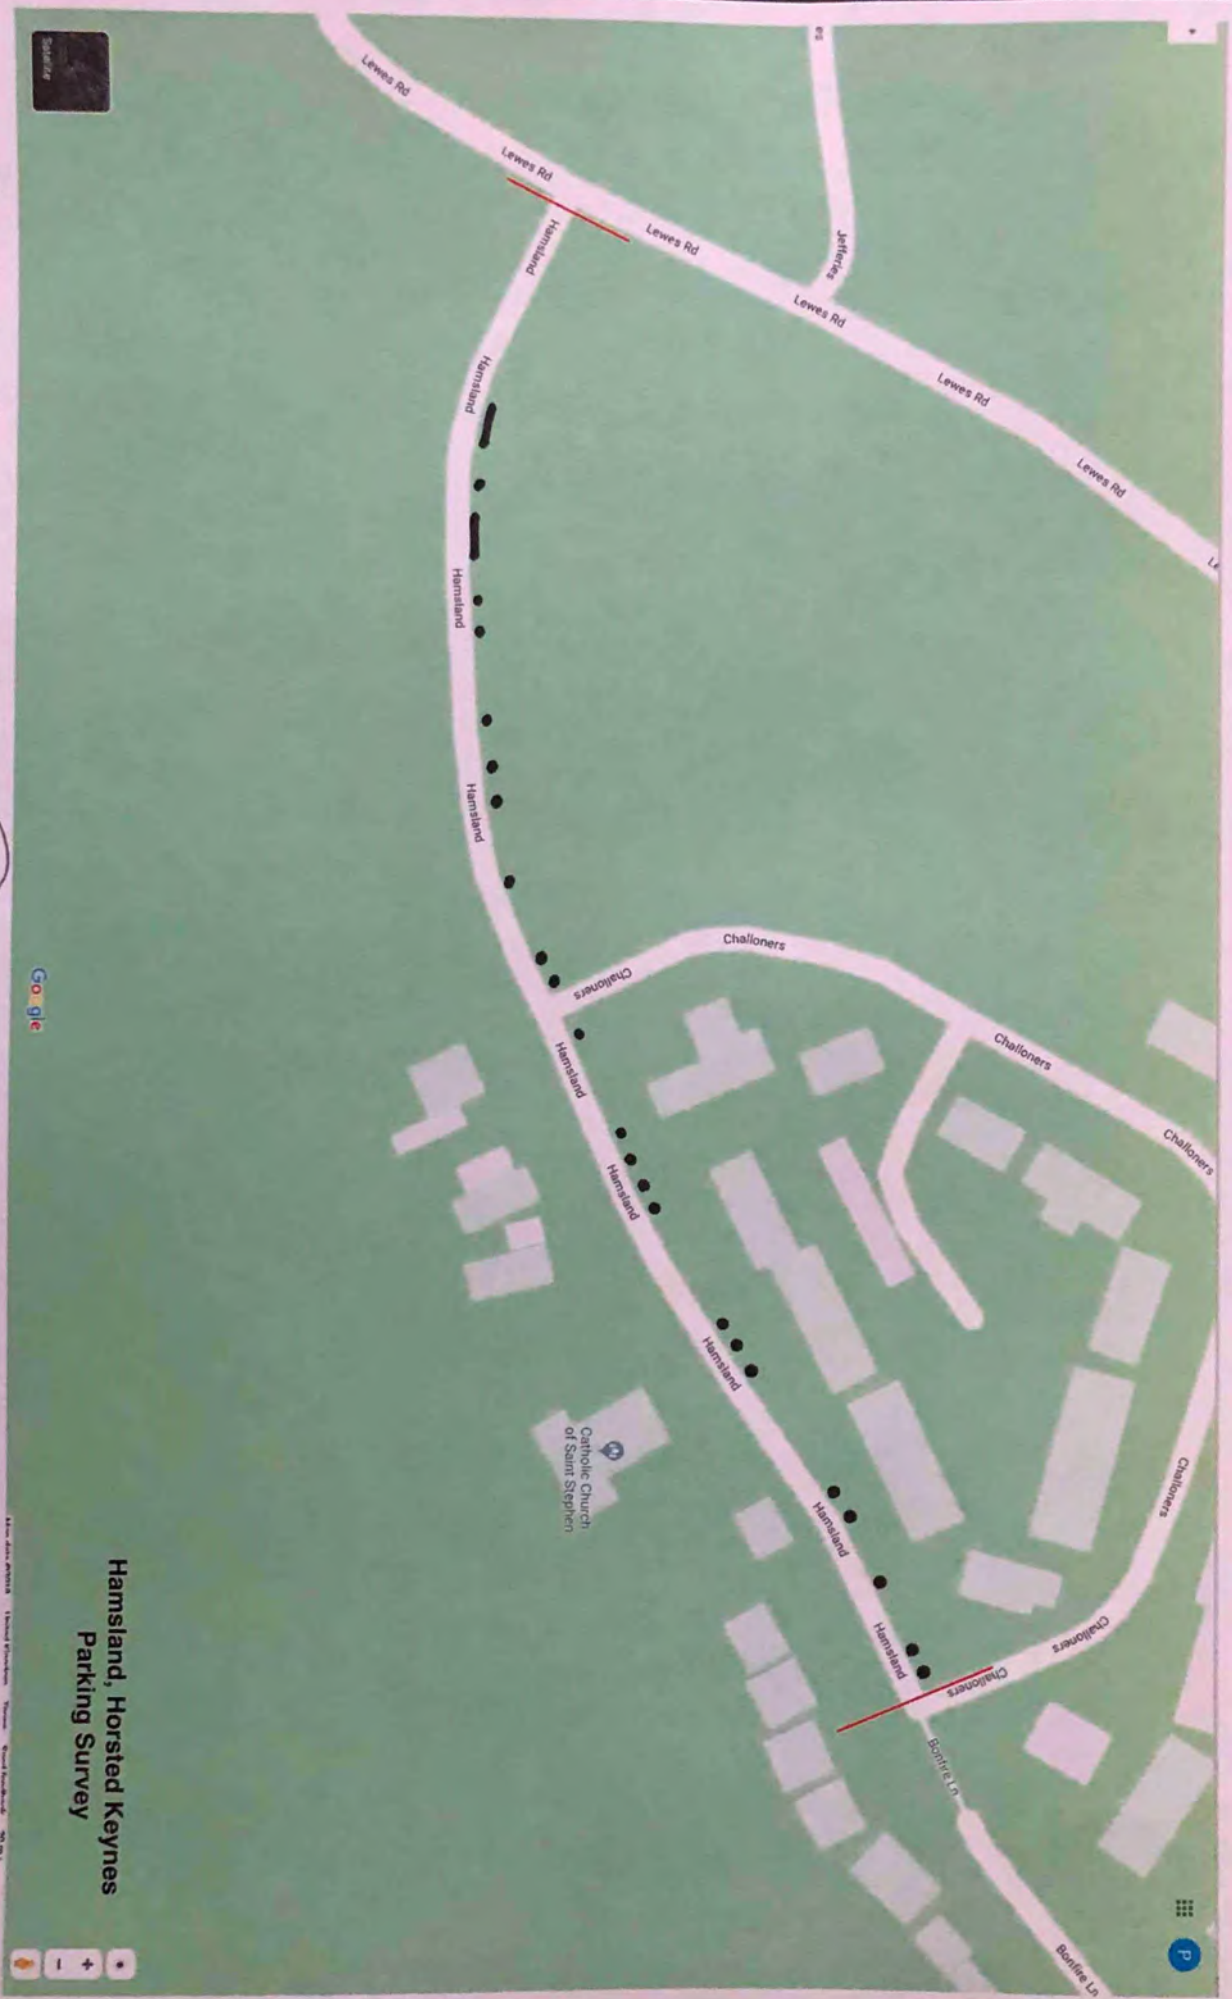 Satellite
Lewes Rd
Lewes Rd
Lewes Rd
Lewes Rd
Lewes Rd
Lewes Rd
es
Jefferies
Hamsland
Hamsland
Hamsland
Hamsland
Hamsland
Hamsland
Hamsland
Hamsland
Hamsland
Challoners
Challoners
Challoners
Challoners
Challoners
Challoners
Challoners
Catholic Church
of Saint Stephen
Bonfire Ln
Bonfire Ln
P
Google
Hamsland, Horsted Keynes
Parking Survey
+
−